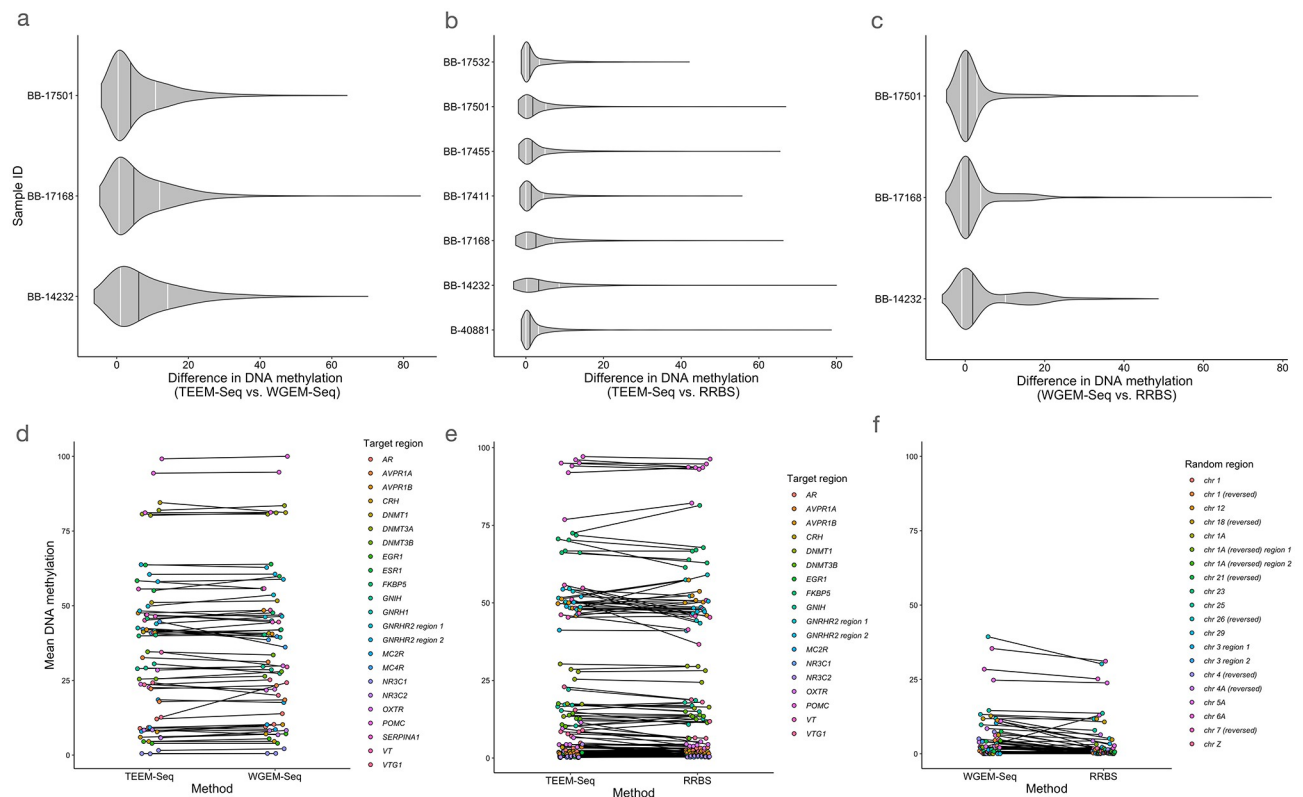 a
Sample ID
BB-17501
BB-17168
BB-14232
0 20 40 60 80
Difference in DNA methylation
(TEEM-Seq vs. WGEM-Seq)
b
BB-17532
BB-17501
BB-17455
BB-17411
BB-17168
BB-14232
B-40881
0 20 40 60 80
Difference in DNA methylation
(TEEM-Seq vs. RRBS)
c
BB-17501
BB-17168
BB-14232
0 20 40 60 80
Difference in DNA methylation
(WGEM-Seq vs. RRBS)
d
Mean DNA methylation
100
75
50
25
0
TEEM-Seq WGEM-Seq
Method
Target region
AR
AVPR1A
AVPR1B
CRH
DNMT1
DNMT3A
DNMT3B
EGR1
ESR1
FKBP5
GNIH
GNRH1
GNRHR2 region 1
GNRHR2 region 2
MC2R
MC4R
NR3C1
NR3C2
OXTR
POMC
SERPINA1
VT
VTG1
e
100
75
50
25
0
TEEM-Seq RRBS
Method
Target region
AR
AVPR1A
AVPR1B
CRH
DNMT1
DNMT3B
EGR1
FKBP5
GNIH
GNRHR2 region 1
GNRHR2 region 2
MC2R
NR3C1
NR3C2
OXTR
POMC
VT
VTG1
f
100
75
50
25
0
WGEM-Seq RRBS
Method
Random region
chr 1
chr 1 (reversed)
chr 12
chr 18 (reversed)
chr 1A
chr 1A (reversed) region 1
chr 1A (reversed) region 2
chr 21 (reversed)
chr 23
chr 25
chr 26 (reversed)
chr 29
chr 3 region 1
chr 3 region 2
chr 4 (reversed)
chr 4A (reversed)
chr 5A
chr 6A
chr 7 (reversed)
chr Z